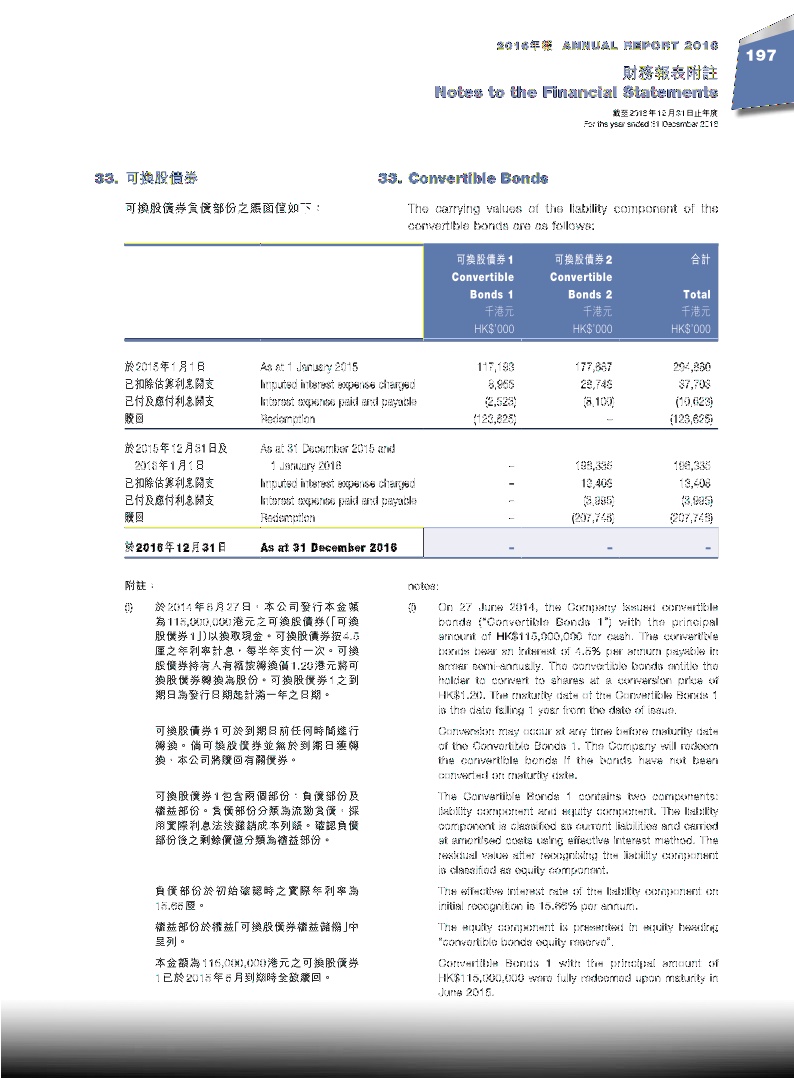 2016年報 ANNUAL REPORT 2016
197
財務報表附註
Notes to the Financial Statements
截至2016年12月31日止年度
For the year ended 31 December 2016
33. 可換股債券
33. Convertible Bonds
可換股債券負債部份之賬面值如下：
The carrying values of the liability component of the
convertible bonds are as follows:
可換股債券1 可換股債券2 合計
Convertible Convertible
Bonds 1 Bonds 2 Total
千港元 千港元 千港元
HK$'000 HK$'000 HK$'000
於2015年1月1日 As at 1 January 2015 117,193 177,687 294,880
已扣除估算利息開支 Imputed interest expense charged 8,955 28,748 37,703
已付及應付利息開支 Interest expense paid and payable (2,523) (8,100) (10,623)
贖回 Redemption (123,625) – (123,625)
於2015年12月31日及 As at 31 December 2015 and
2016年1月1日 1 January 2016 – 198,335 198,335
已扣除估算利息開支 Imputed interest expense charged – 13,408 13,408
已付及應付利息開支 Interest expense paid and payable – (3,995) (3,995)
贖回 Redemption – (207,748) (207,748)
於2016年12月31日 As at 31 December 2016 – – –
附註：
(i) 於2014年6月27日，本公司發行本金額
為115,000,000港元之可換股債券(「可換
股債券1」)以換取現金。可換股債券按4.5
厘之年利率計息，每半年支付一次。可換
股債券持有人有權按轉換價1.20港元將可
換股債券轉換為股份。可換股債券1之到
期日為發行日期起計滿一年之日期。
可換股債券1可於到期日前任何時間進行
轉換。倘可換股債券並無於到期日獲轉
換，本公司將贖回有關債券。
可換股債券1包含兩個部份：負債部份及
權益部份。負債部份分類為流動負債，採
用實際利息法按攤銷成本列賬。確認負債
部份後之剩餘價值分類為權益部份。
負債部份於初始確認時之實際年利率為
15.66厘。
權益部份於權益「可換股債券權益儲備」中
呈列。
本金額為115,000,000港元之可換股債券
1已於2015年6月到期時全數贖回。
notes:
(i) On 27 June 2014, the Company issued convertible
bonds (“Convertible Bonds 1”) with the principal
amount of HK$115,000,000 for cash. The convertible
bonds bear an interest of 4.5% per annum payable in
arrear semi-annually. The convertible bonds entitle the
holder to convert to shares at a conversion price of
HK$1.20. The maturity date of the Convertible Bonds 1
is the date falling 1 year from the date of issue.
Conversion may occur at any time before maturity date
of the Convertible Bonds 1. The Company will redeem
the convertible bonds if the bonds have not been
converted on maturity date.
The Convertible Bonds 1 contains two components:
liability component and equity component. The liability
component is classified as current liabilities and carried
at amortised costs using effective interest method. The
residual value after recognising the liability component
is classified as equity component.
The effective interest rate of the liability component on
initial recognition is 15.66% per annum.
The equity component is presented in equity heading
“convertible bonds equity reserve”.
Convertible Bonds 1 with the principal amount of
HK$115,000,000 were fully redeemed upon maturity in
June 2015.